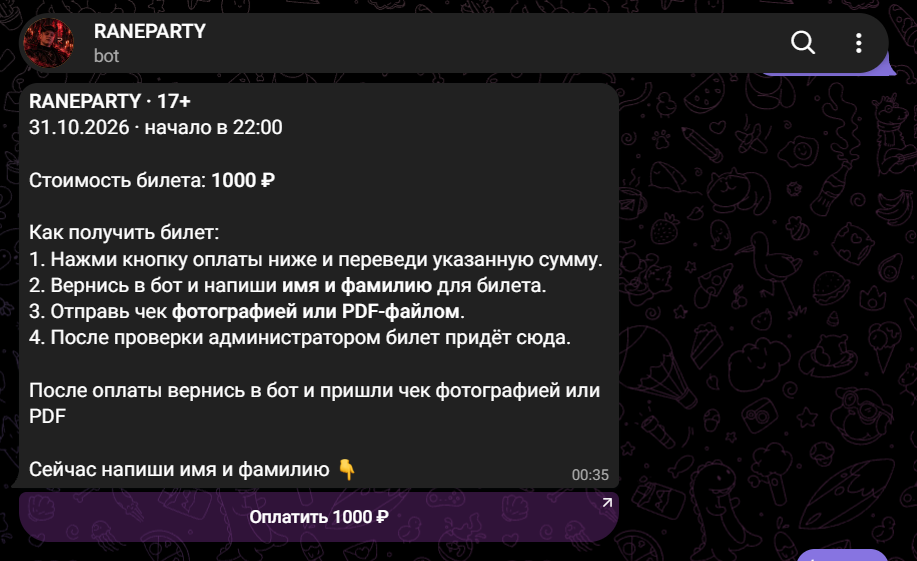 RANEPARTY
bot
RANEPARTY · 17+
31.10.2026 · начало в 22:00
Стоимость билета: 1000 ₽
Как получить билет:
1. Нажми кнопку оплаты ниже и переведи указанную сумму.
2. Вернись в бот и напиши имя и фамилию для билета.
3. Отправь чек фотографией или PDF-файлом.
4. После проверки администратором билет придёт сюда.
После оплаты вернись в бот и пришли чек фотографией или
PDF
Сейчас напиши имя и фамилию 👇
00:35
Оплатить 1000 ₽